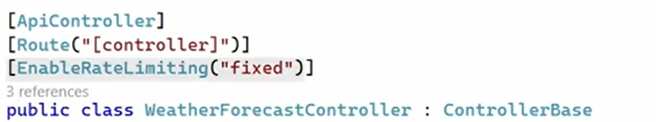 [ApiController]
[Route("[controller]")]
[EnableRateLimiting("fixed")]
3 references
public class WeatherForecastController : ControllerBase